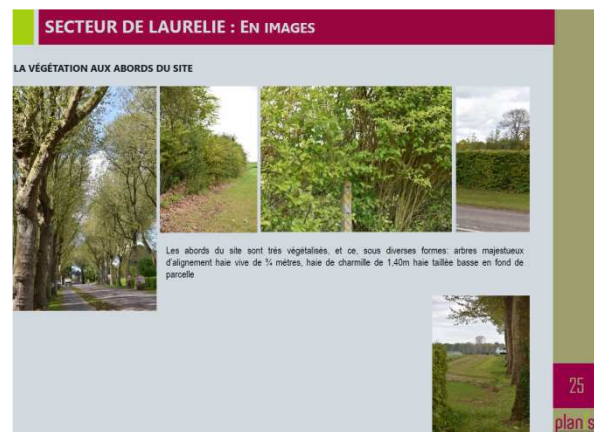 SECTEUR DE LAURELIE : EN IMAGES
LA VÉGÉTATION AUX ABORDS DU SITE
Les abords du site sont très végétalisés, et ce, sous diverses formes: arbres majestueux
d'alignement haie vive de ¾ mètres, haie de charmille de 1,40m haie taillée basse en fond de
parcelle
25
plan s